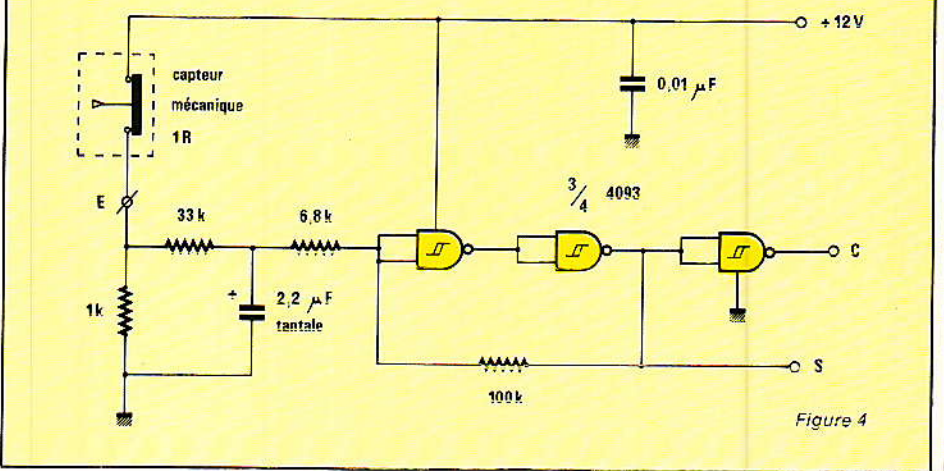 + 12 V
capteur
mécanique
1R
0,01 µF
3/4 4093
E
33 k
6,8 k
C
1k
+
2,2 µF
tantale
S
100 k
Figure 4